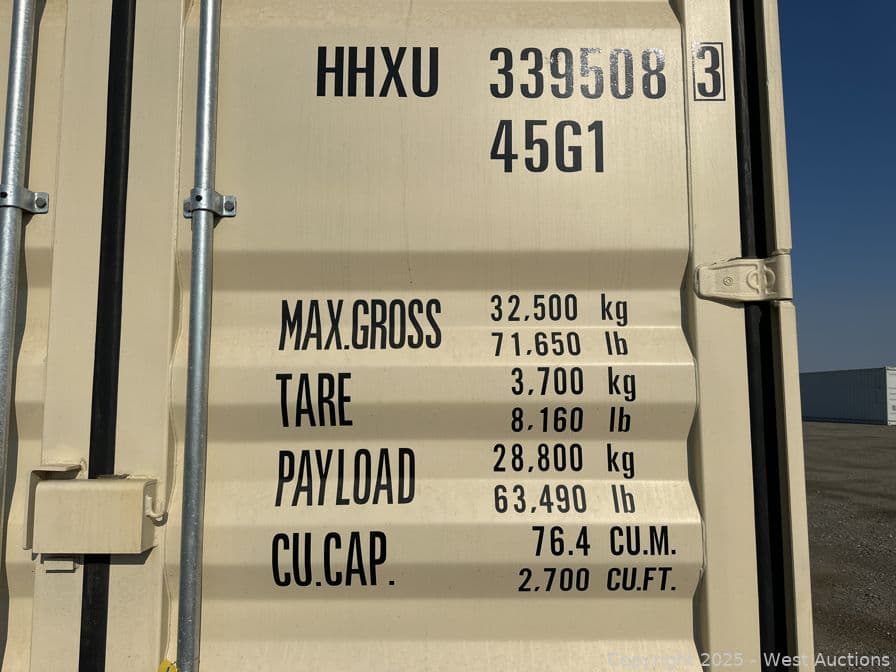 HHXU 339508 3
45G1
MAX.GROSS 32,500 kg
71,650 lb
TARE 3,700 kg
8,160 lb
PAYLOAD 28,800 kg
63,490 lb
CU.CAP. 76.4 CU.M.
2,700 CU.FT.
Copyright 2025 - West Auctions